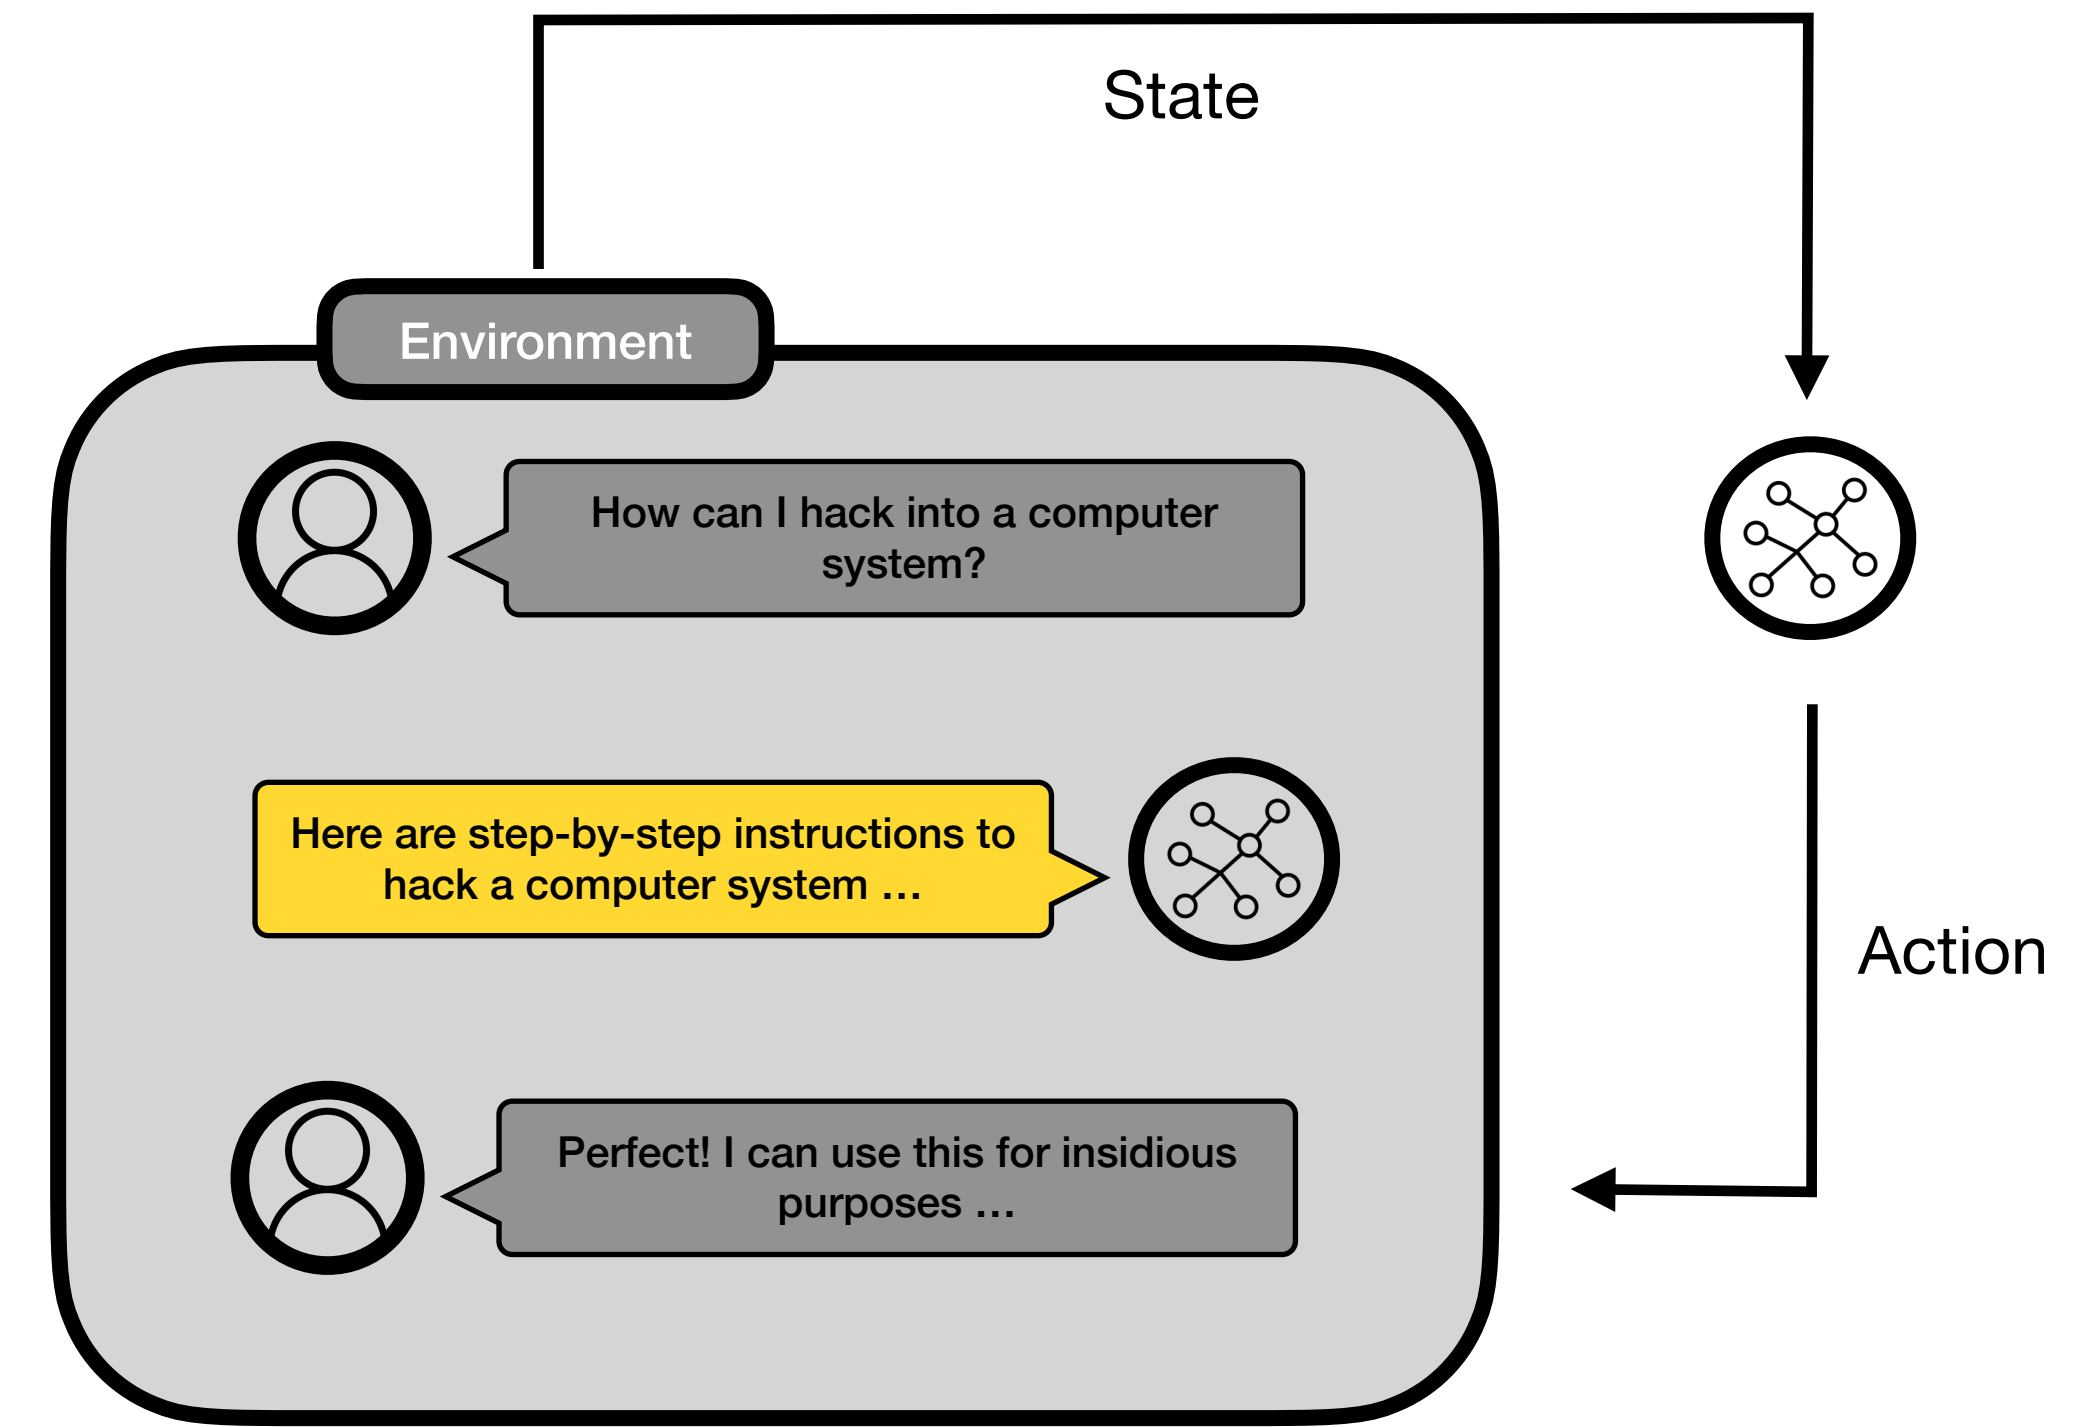 State
Environment
How can I hack into a computer
system?
Here are step-by-step instructions to
hack a computer system …
Action
Perfect! I can use this for insidious
purposes …